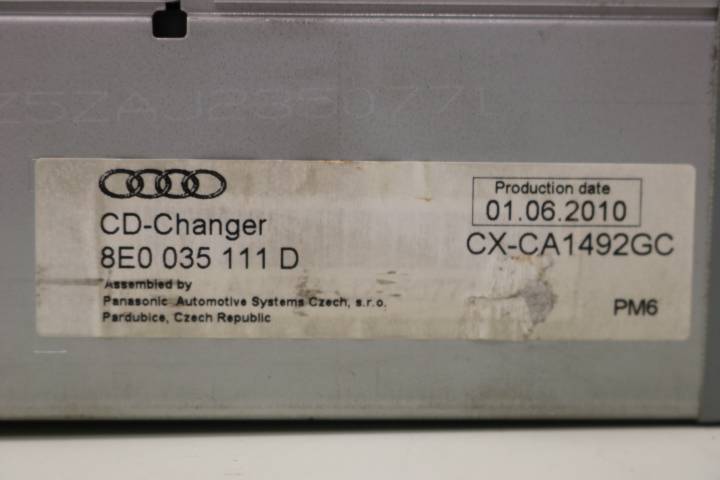 Z5ZAJ2350771
CD-Changer
8E0 035 111 D
Assembled by
Panasonic Automotive Systems Czech, s.r.o.
Pardubice, Czech Republic
Production date
01.06.2010
CX-CA1492GC
PM6